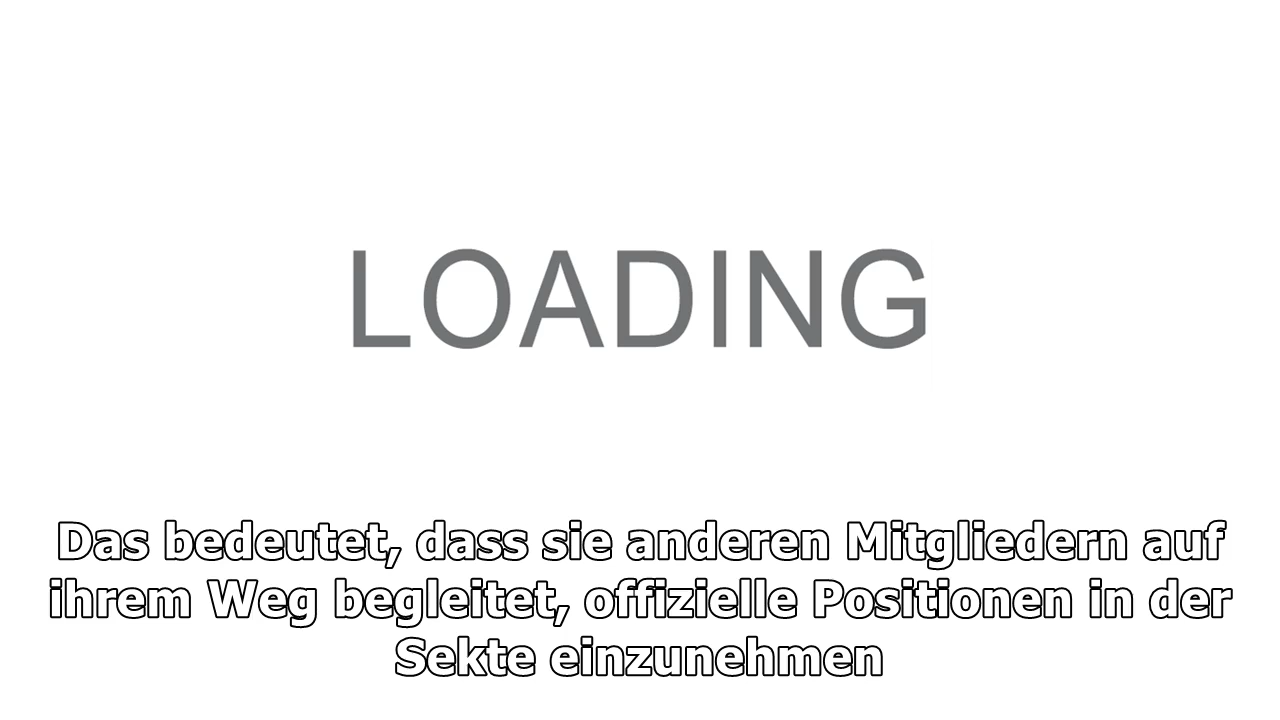 LOADING
Das bedeutet, dass sie anderen Mitgliedern auf
ihrem Weg begleitet, offizielle Positionen in der
Sekte einzunehmen